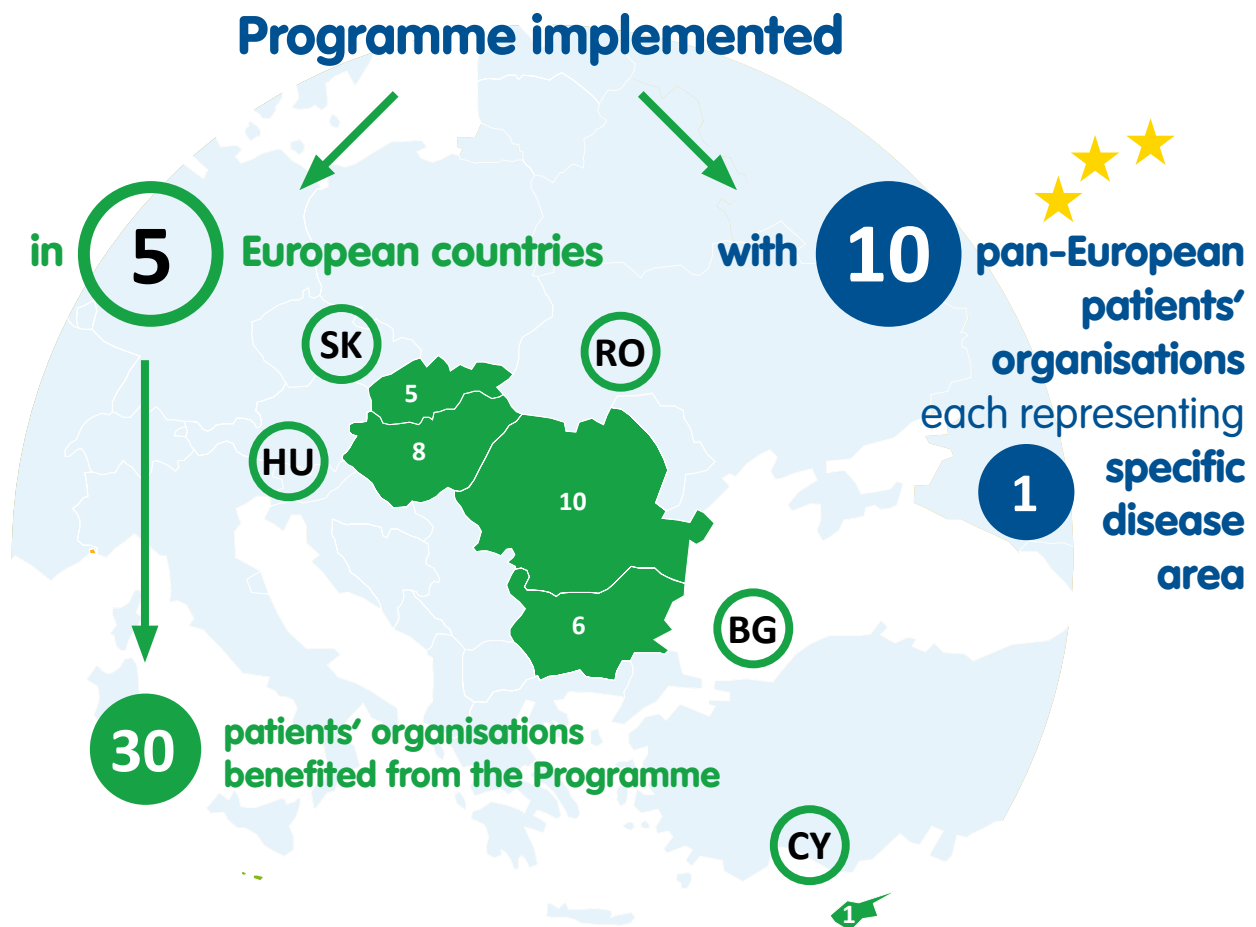 Programme implemented
in 5 European countries
with 10 pan-European
patients’
organisations
each representing
1 specific
disease
area
SK
RO
5
HU
8
10
6
BG
30 patients’ organisations
benefited from the Programme
CY
1